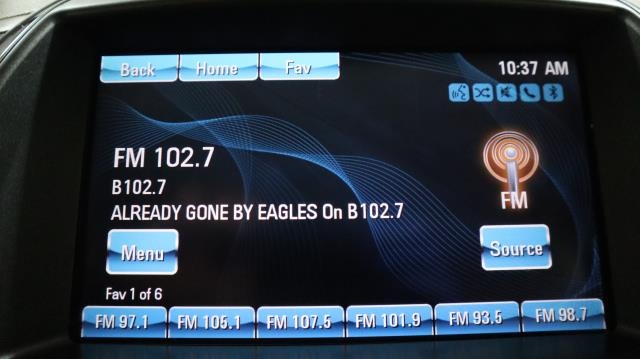 Back Home Fav 10:37 AM
FM 102.7
B102.7
ALREADY GONE BY EAGLES On B102.7
FM
Menu Source
Fav 1 of 6
FM 97.1 FM 105.1 FM 107.5 FM 101.9 FM 93.5 FM 98.7